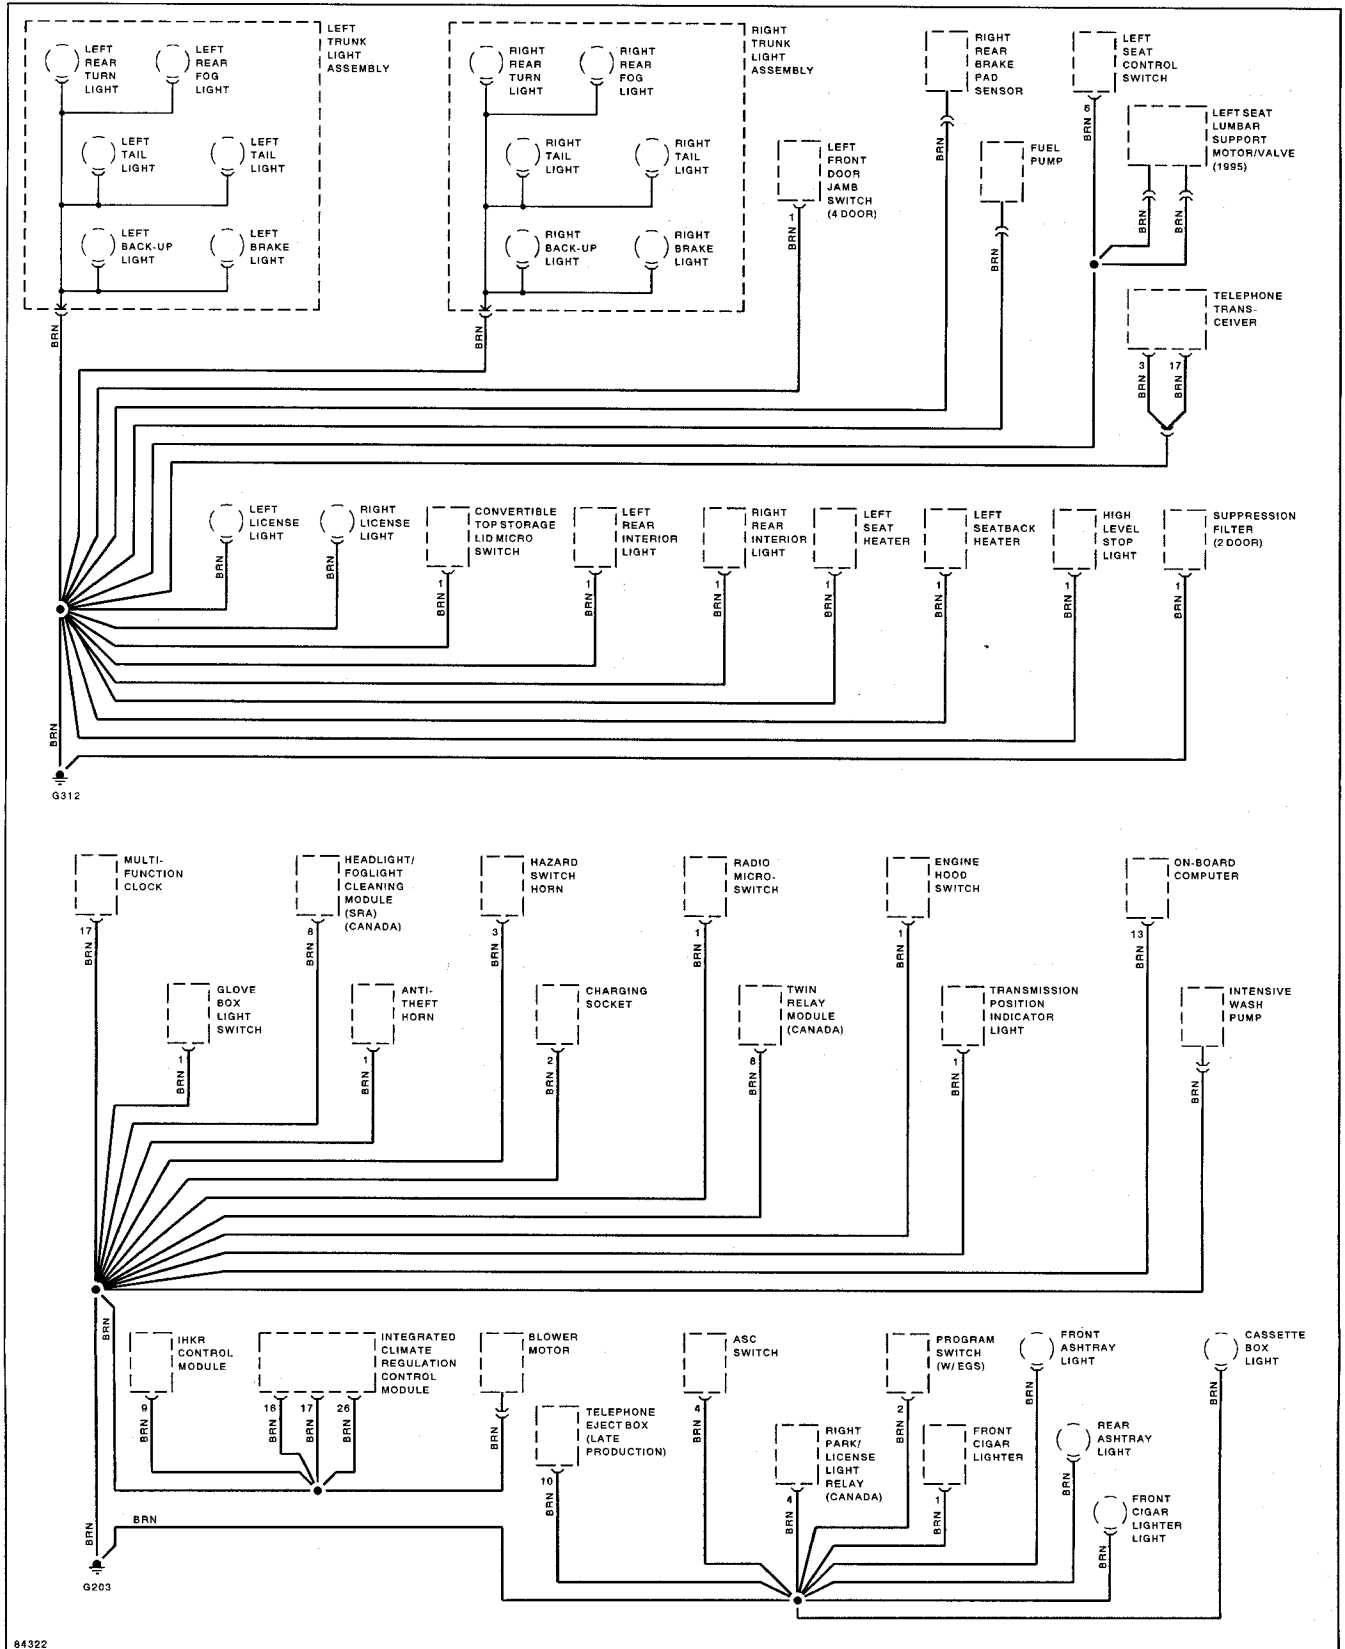 LEFT
TRUNK
LIGHT
ASSEMBLY
LEFT
REAR
TURN
LIGHT
LEFT
REAR
FOG
LIGHT
LEFT
TAIL
LIGHT
LEFT
TAIL
LIGHT
LEFT
BACK-UP
LIGHT
LEFT
BRAKE
LIGHT
BRN
RIGHT
TRUNK
LIGHT
ASSEMBLY
RIGHT
REAR
TURN
LIGHT
RIGHT
REAR
FOG
LIGHT
RIGHT
TAIL
LIGHT
RIGHT
TAIL
LIGHT
RIGHT
BACK-UP
LIGHT
RIGHT
BRAKE
LIGHT
BRN
LEFT
FRONT
DOOR
JAMB
SWITCH
(4 DOOR)
1
BRN
RIGHT
REAR
BRAKE
PAD
SENSOR
BRN
FUEL
PUMP
BRN
LEFT
SEAT
CONTROL
SWITCH
6
BRN
LEFT SEAT
LUMBAR
SUPPORT
MOTOR/VALVE
(1995)
BRN
BRN
TELEPHONE
TRANS-
CEIVER
3
BRN
17
BRN
LEFT
LICENSE
LIGHT
BRN
RIGHT
LICENSE
LIGHT
BRN
CONVERTIBLE
TOP STORAGE
LID MICRO
SWITCH
1
BRN
LEFT
REAR
INTERIOR
LIGHT
1
BRN
RIGHT
REAR
INTERIOR
LIGHT
1
BRN
LEFT
SEAT
HEATER
1
BRN
LEFT
SEATBACK
HEATER
1
BRN
HIGH
LEVEL
STOP
LIGHT
1
BRN
SUPPRESSION
FILTER
(2 DOOR)
1
BRN
BRN
G312
MULTI-
FUNCTION
CLOCK
17
BRN
HEADLIGHT/
FOGLIGHT
CLEANING
MODULE
(SRA)
(CANADA)
8
BRN
HAZARD
SWITCH
HORN
3
BRN
RADIO
MICRO-
SWITCH
1
BRN
ENGINE
HOOD
SWITCH
1
BRN
ON-BOARD
COMPUTER
13
BRN
GLOVE
BOX
LIGHT
SWITCH
1
BRN
ANTI-
THEFT
HORN
1
BRN
CHARGING
SOCKET
2
BRN
TWIN
RELAY
MODULE
(CANADA)
8
BRN
TRANSMISSION
POSITION
INDICATOR
LIGHT
1
BRN
INTENSIVE
WASH
PUMP
BRN
BRN
IHKR
CONTROL
MODULE
9
BRN
INTEGRATED
CLIMATE
REGULATION
CONTROL
MODULE
16
BRN
17
BRN
26
BRN
BLOWER
MOTOR
BRN
TELEPHONE
EJECT BOX
(LATE
PRODUCTION)
10
BRN
ASC
SWITCH
4
BRN
RIGHT
PARK/
LICENSE
LIGHT
RELAY
(CANADA)
4
BRN
PROGRAM
SWITCH
(W/ EGS)
2
BRN
FRONT
CIGAR
LIGHTER
1
BRN
FRONT
ASHTRAY
LIGHT
BRN
REAR
ASHTRAY
LIGHT
BRN
FRONT
CIGAR
LIGHTER
LIGHT
BRN
CASSETTE
BOX
LIGHT
BRN
BRN
BRN
G203
84322